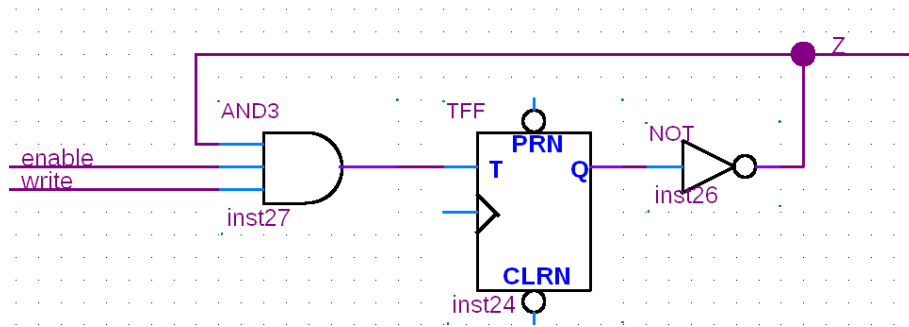 Z
AND3
TFF
PRN
NOT
enable
T
Q
write
inst26
inst27
CLRN
inst24